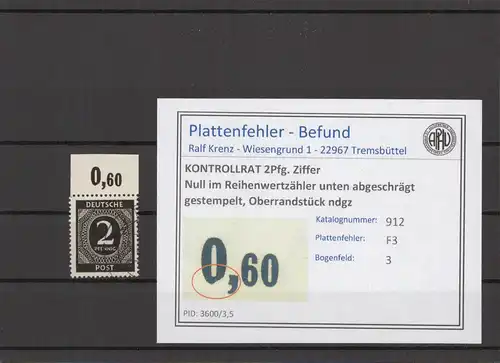 0,60
DEUTSCHE
2
PFENNIG
POST
Plattenfehler - Befund
Ralf Krenz - Wiesengrund 1 - 22967 Tremsbüttel
KONTROLLRAT 2Pfg. Ziffer
Null im Reihenwertzähler unten abgeschrägt
gestempelt, Oberrandstück ndgz
Katalognummer: 912
Plattenfehler: F3
Bogenfeld: 3
0,60
PID: 3600/3,5